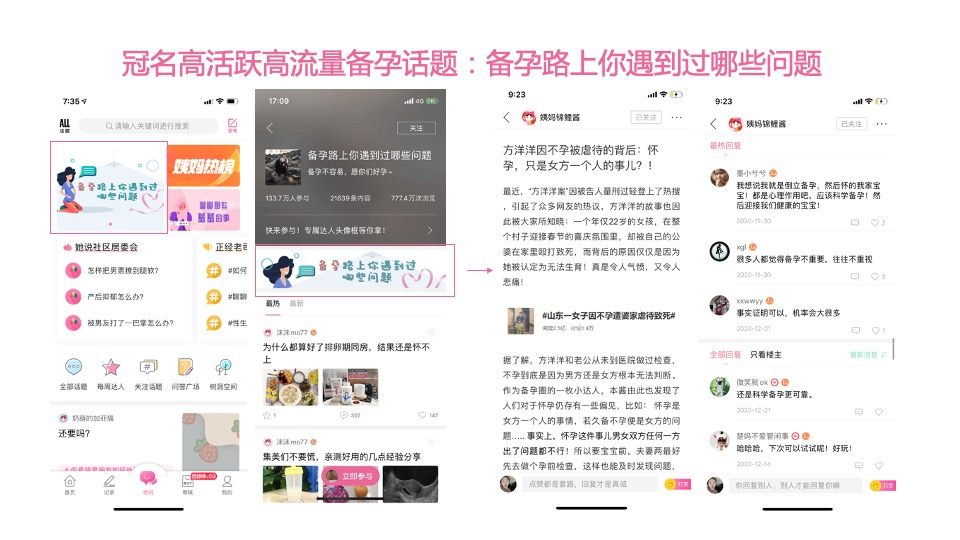 冠名高活跃高流量备孕话题：备孕路上你遇到过哪些问题
7:35
ALL
话题
请输入关键词进行搜索
发布
备孕路上你遇到过
哪些问题
姨妈热榜
那些
羞羞囧事
她说社区居委会
正经老司
怎样把男票撩到腿软？
#如何
产后抑郁怎么办？
#聊聊
被男友打了一巴掌怎么办？
#性生
全部话题
每周达人
关注话题
问答广场
树洞空间
奶萌的加菲猫
还要吗？
首页
记录
她说
商城
我的
17:09
4G
关注
备孕路上你遇到过哪些问题
备孕不容易，愿你们好孕~
133.7万人参与
21639条内容
777.4万次浏览
快来参与！专属达人头像框等你拿！
备孕路上你遇到过
哪些问题
最热
最新
沫沫mo77
为什么都算好了排卵期同房，结果还是怀不
上
1
302
147
沫沫mo77
集美们不要慌，亲测好用的几点经验分享
立即参与
9:23
姨妈锦鲤酱
已关注
方洋洋因不孕被虐待的背后：怀
孕，只是女方一个人的事儿？！
最近，“方洋洋案”因被告人量刑过轻登上了热搜
，引起了众多网友的热议，方洋洋的故事也因
此被大家所知晓：一个年仅22岁的女孩，在整
个村子迎接春节的喜庆氛围里，却被自己的公
婆在家里殴打致死，而背后的原因仅仅是因为
她被认定为无法生育！真是令人气愤，又令人
悲痛！
#山东一女子因不孕遭婆家虐待致死#
阅读2.5亿 讨论1.4万
据了解，方洋洋和老公从未到医院做过检查，
不孕到底是因为男方还是女方根本无法判断。
作为备孕圈的一枚小达人，本酱由此也发现了
人们对于怀孕仍存有一些偏见，比如： 怀孕是
女方一个人的事情，若久备不孕便是女方的问
题…… 事实上，怀孕这件事儿男女双方任何一方
出了问题都不行！所以要宝宝前，夫妻两最好
先去做个孕前检查，这样也能及时发现问题，
点赞都是套路，回复才是真诚
打赏
9:23
姨妈锦鲤酱
已关注
最热回复
墨小兮兮
我想说我就是倒立备孕，然后怀的我家宝
宝！都是心理作用吧，应该科学备孕！然
后迎接我们健康的宝宝！
2020-11-30
2
xgl
很多人都觉得备孕不重要，往往不重视
2020-11-30
2
xxwwyy
事实证明可以，机率会大很多
2020-12-01
1
全部回复
只看楼主
最新回复
微笑就ok
还是科学备孕更可靠。
2020-12-21
楚妈不爱管闲事
哈哈哈，下次可以试试呢！好玩！
2020-12-14
你回复别人，别人才能回复你嘛
打赏